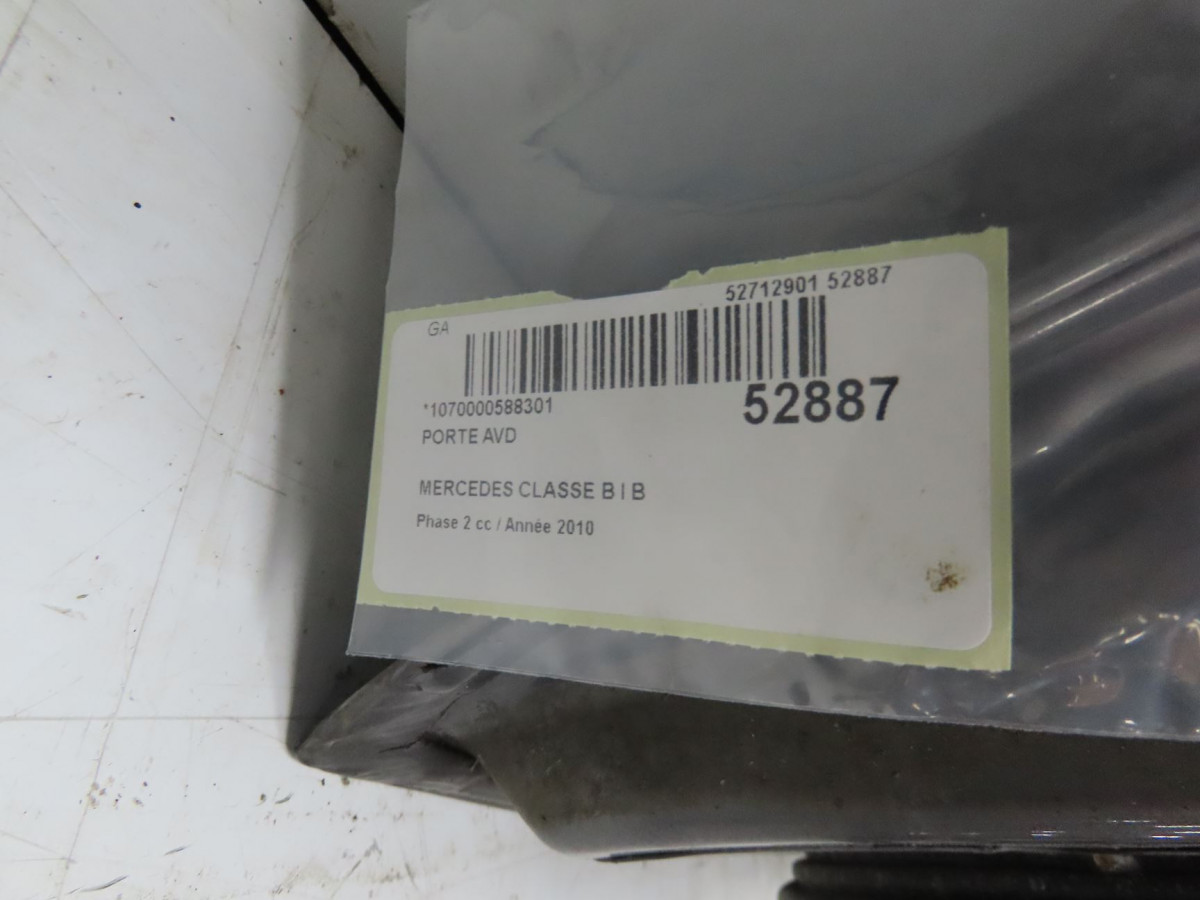 52712901 52887
GA
*1070000588301
52887
PORTE AVD
MERCEDES CLASSE B I B
Phase 2 cc / Année 2010